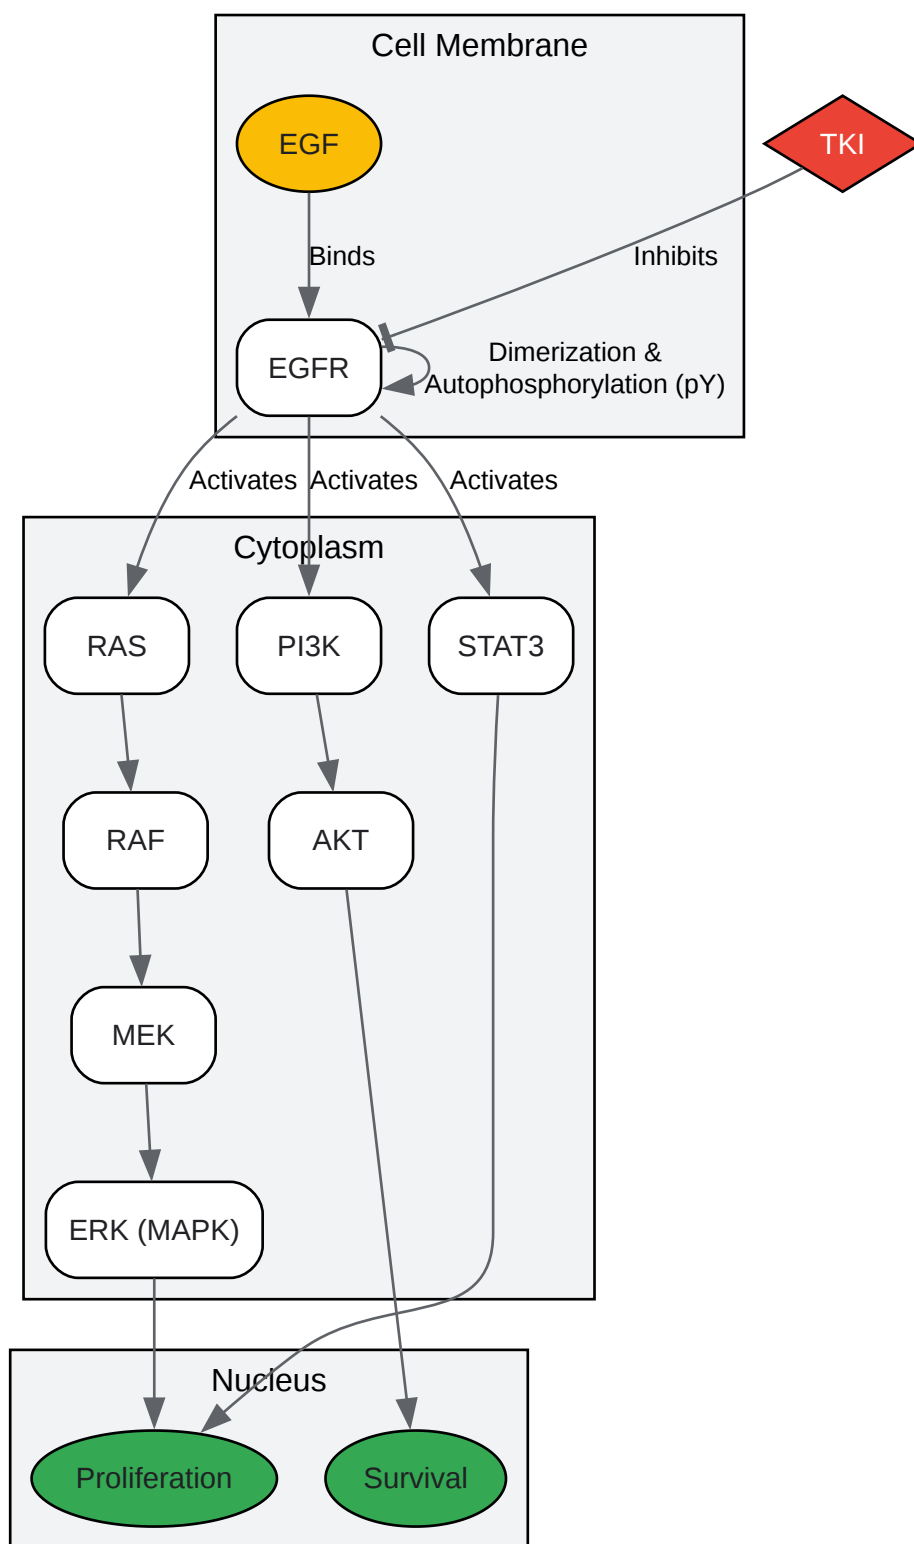 Cell Membrane
EGF
TKI
Binds
Inhibits
EGFR
Dimerization &
Autophosphorylation (pY)
Activates
Activates
Activates
Cytoplasm
RAS
PI3K
STAT3
RAF
AKT
MEK
ERK (MAPK)
Nucleus
Proliferation
Survival